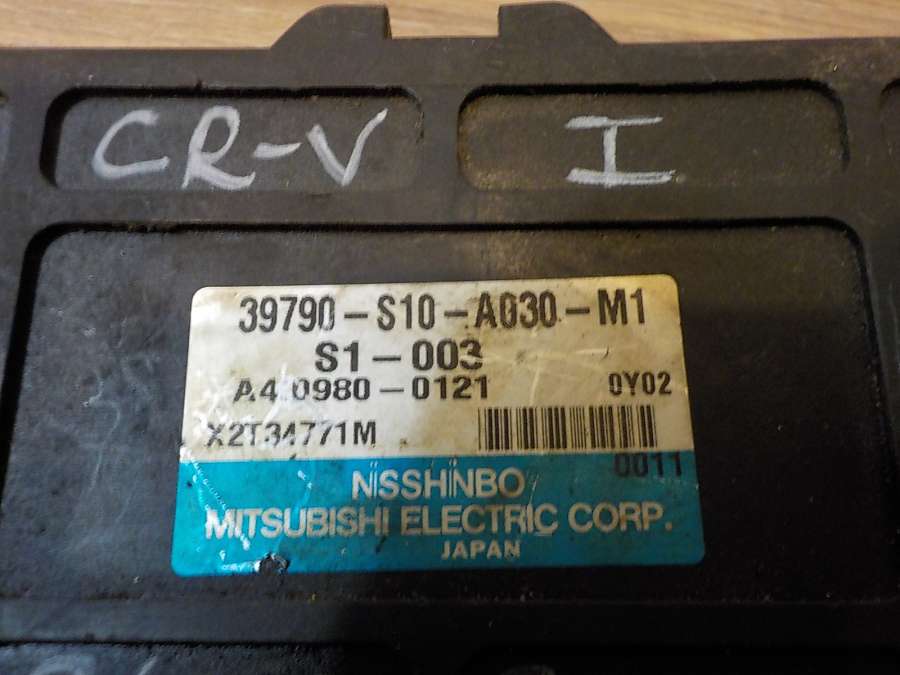 CR-V I
39790-S10-A030-M1
S1-003
A4 0980-0121 0Y02
X2T34771M
0011
NISSHINBO
MITSUBISHI ELECTRIC CORP.
JAPAN